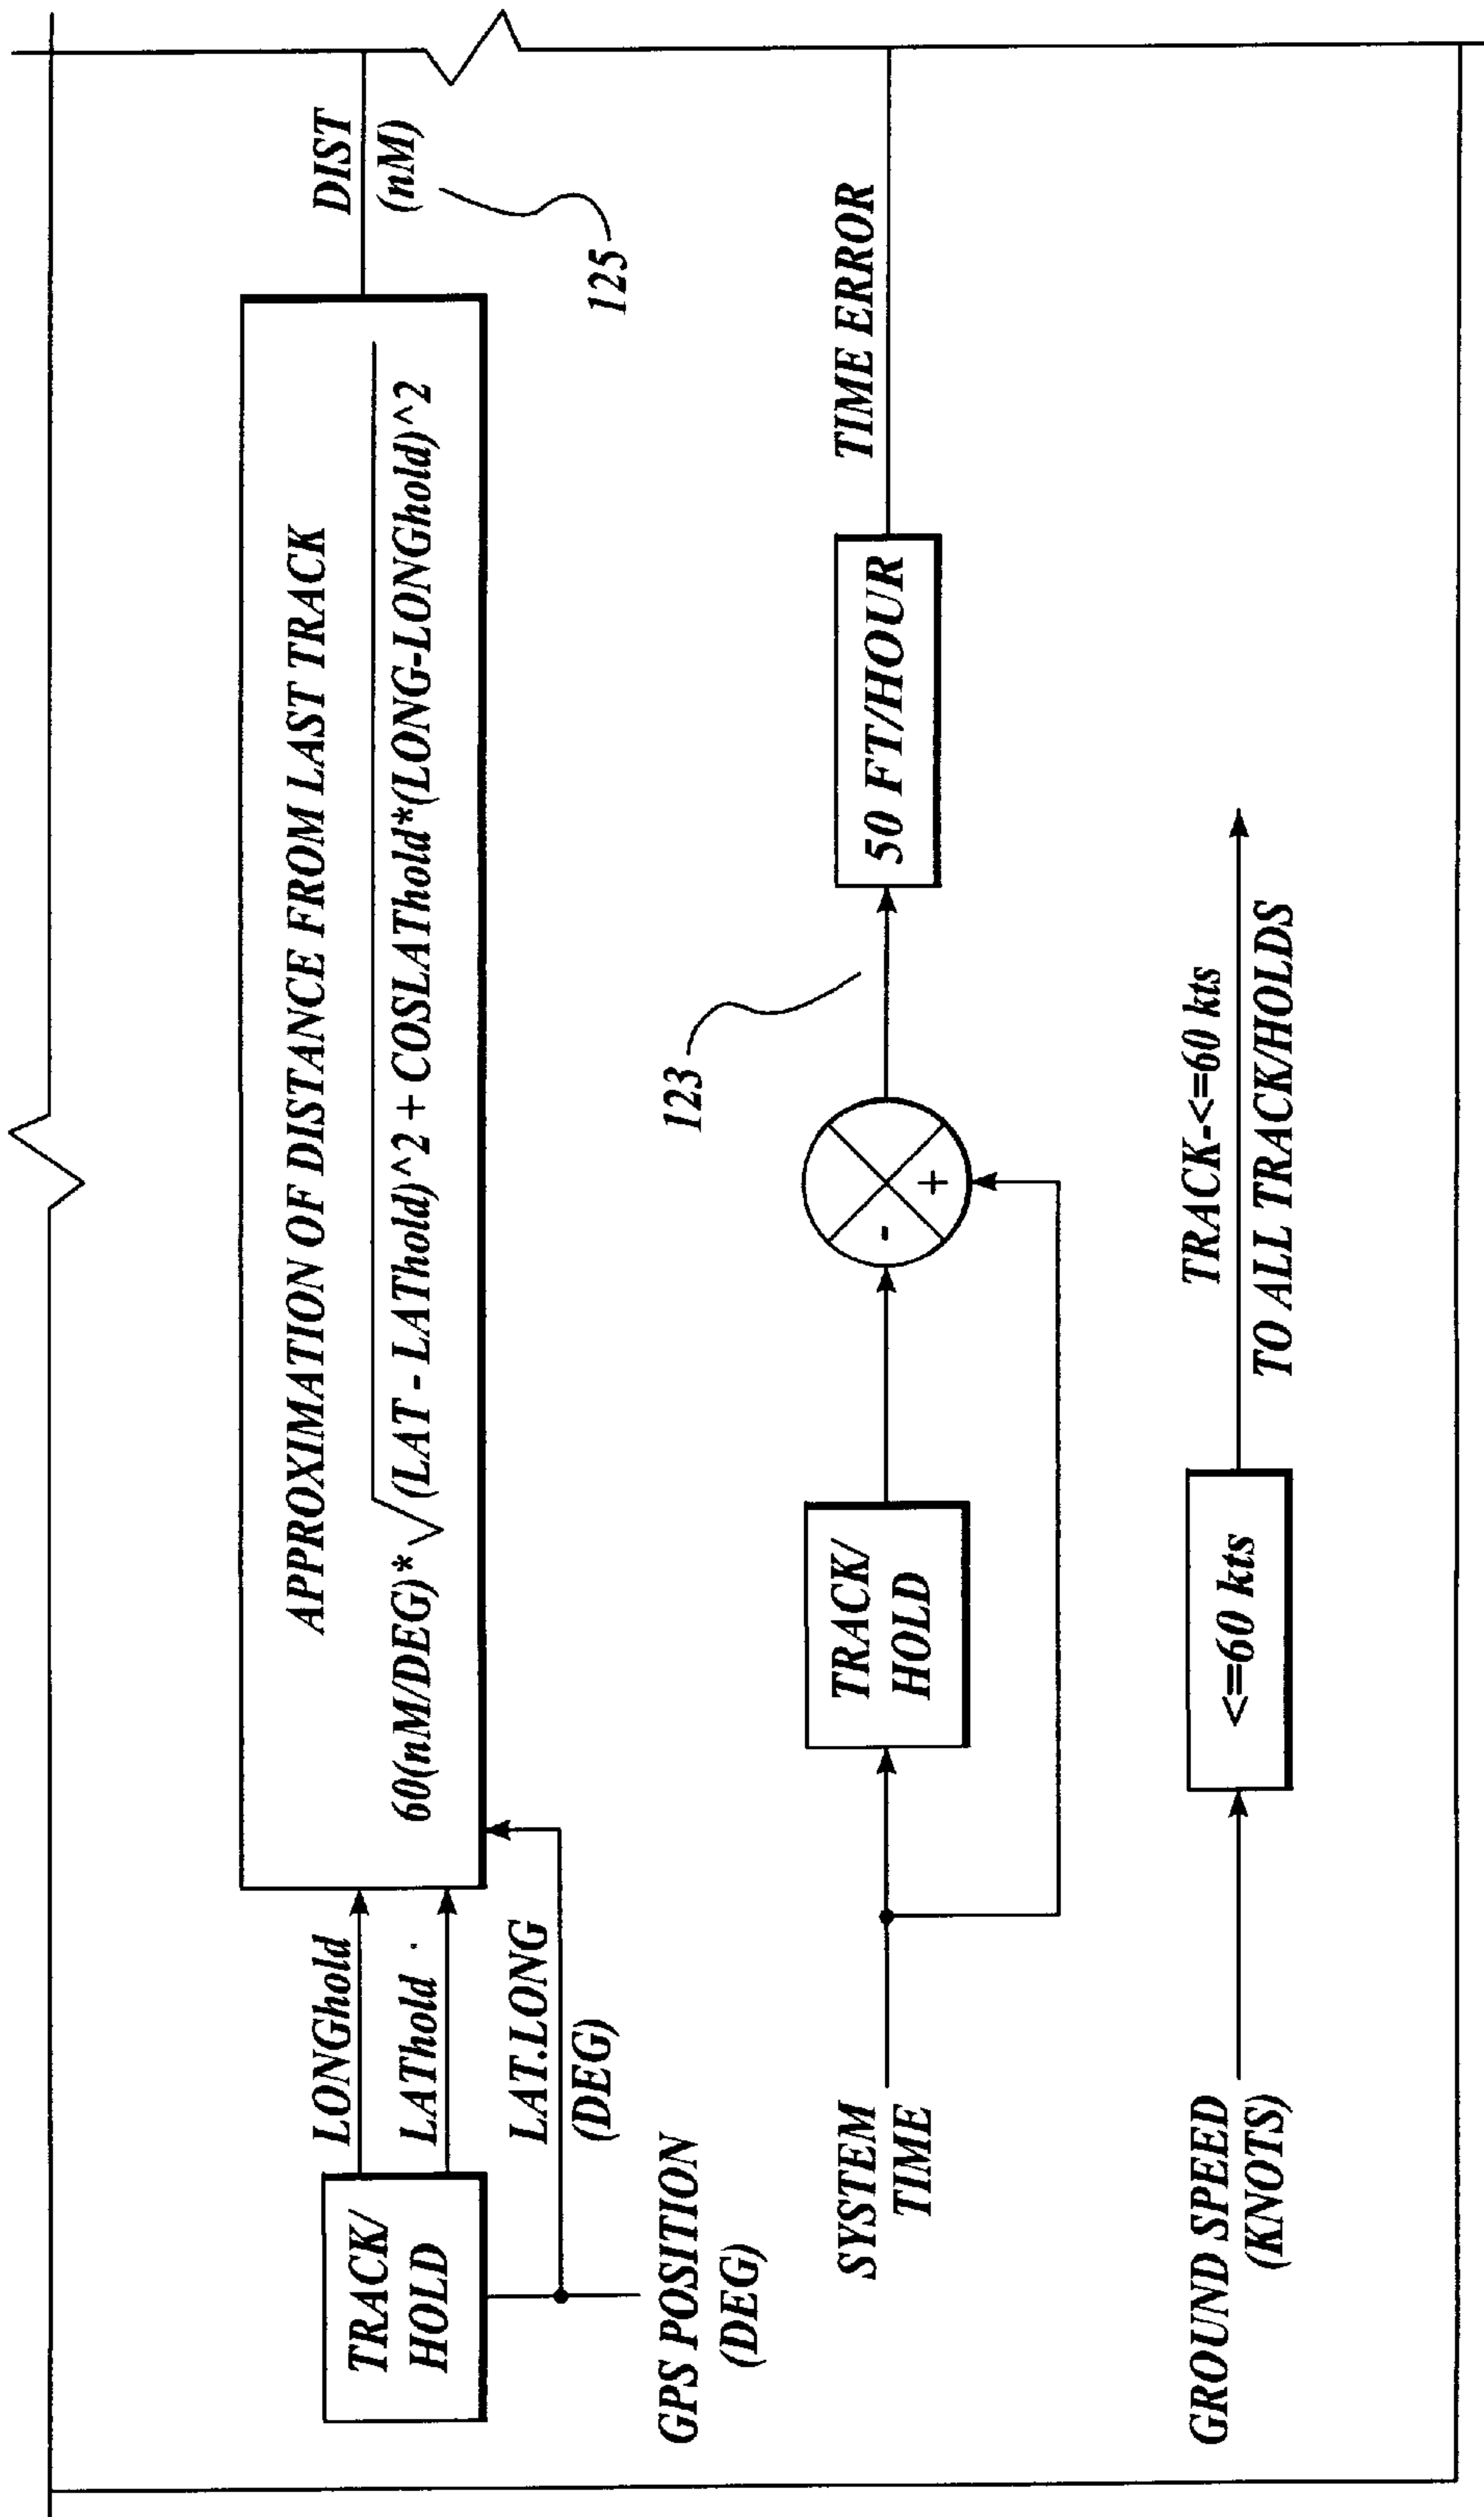 APPROXIMATION OF DISTANCE FROM LAST TRACK
60(nM/DEG)*√(LAT - LAThold)^2 + COSLAThold*(LONG-LONGhold)^2
TRACK/
HOLD
LONGhold
LAThold
LAT.LONG
(DEG)
GPS POSITION
(DEG)
DIST
(nM)
125
SYSTEM
TIME
TRACK/
HOLD
-
+
123
50 FT/HOUR
TIME ERROR
GROUND SPEED
(KNOTS)
<=60 kts
TRACK-<=60 kts
TO ALL TRACK/HOLDS